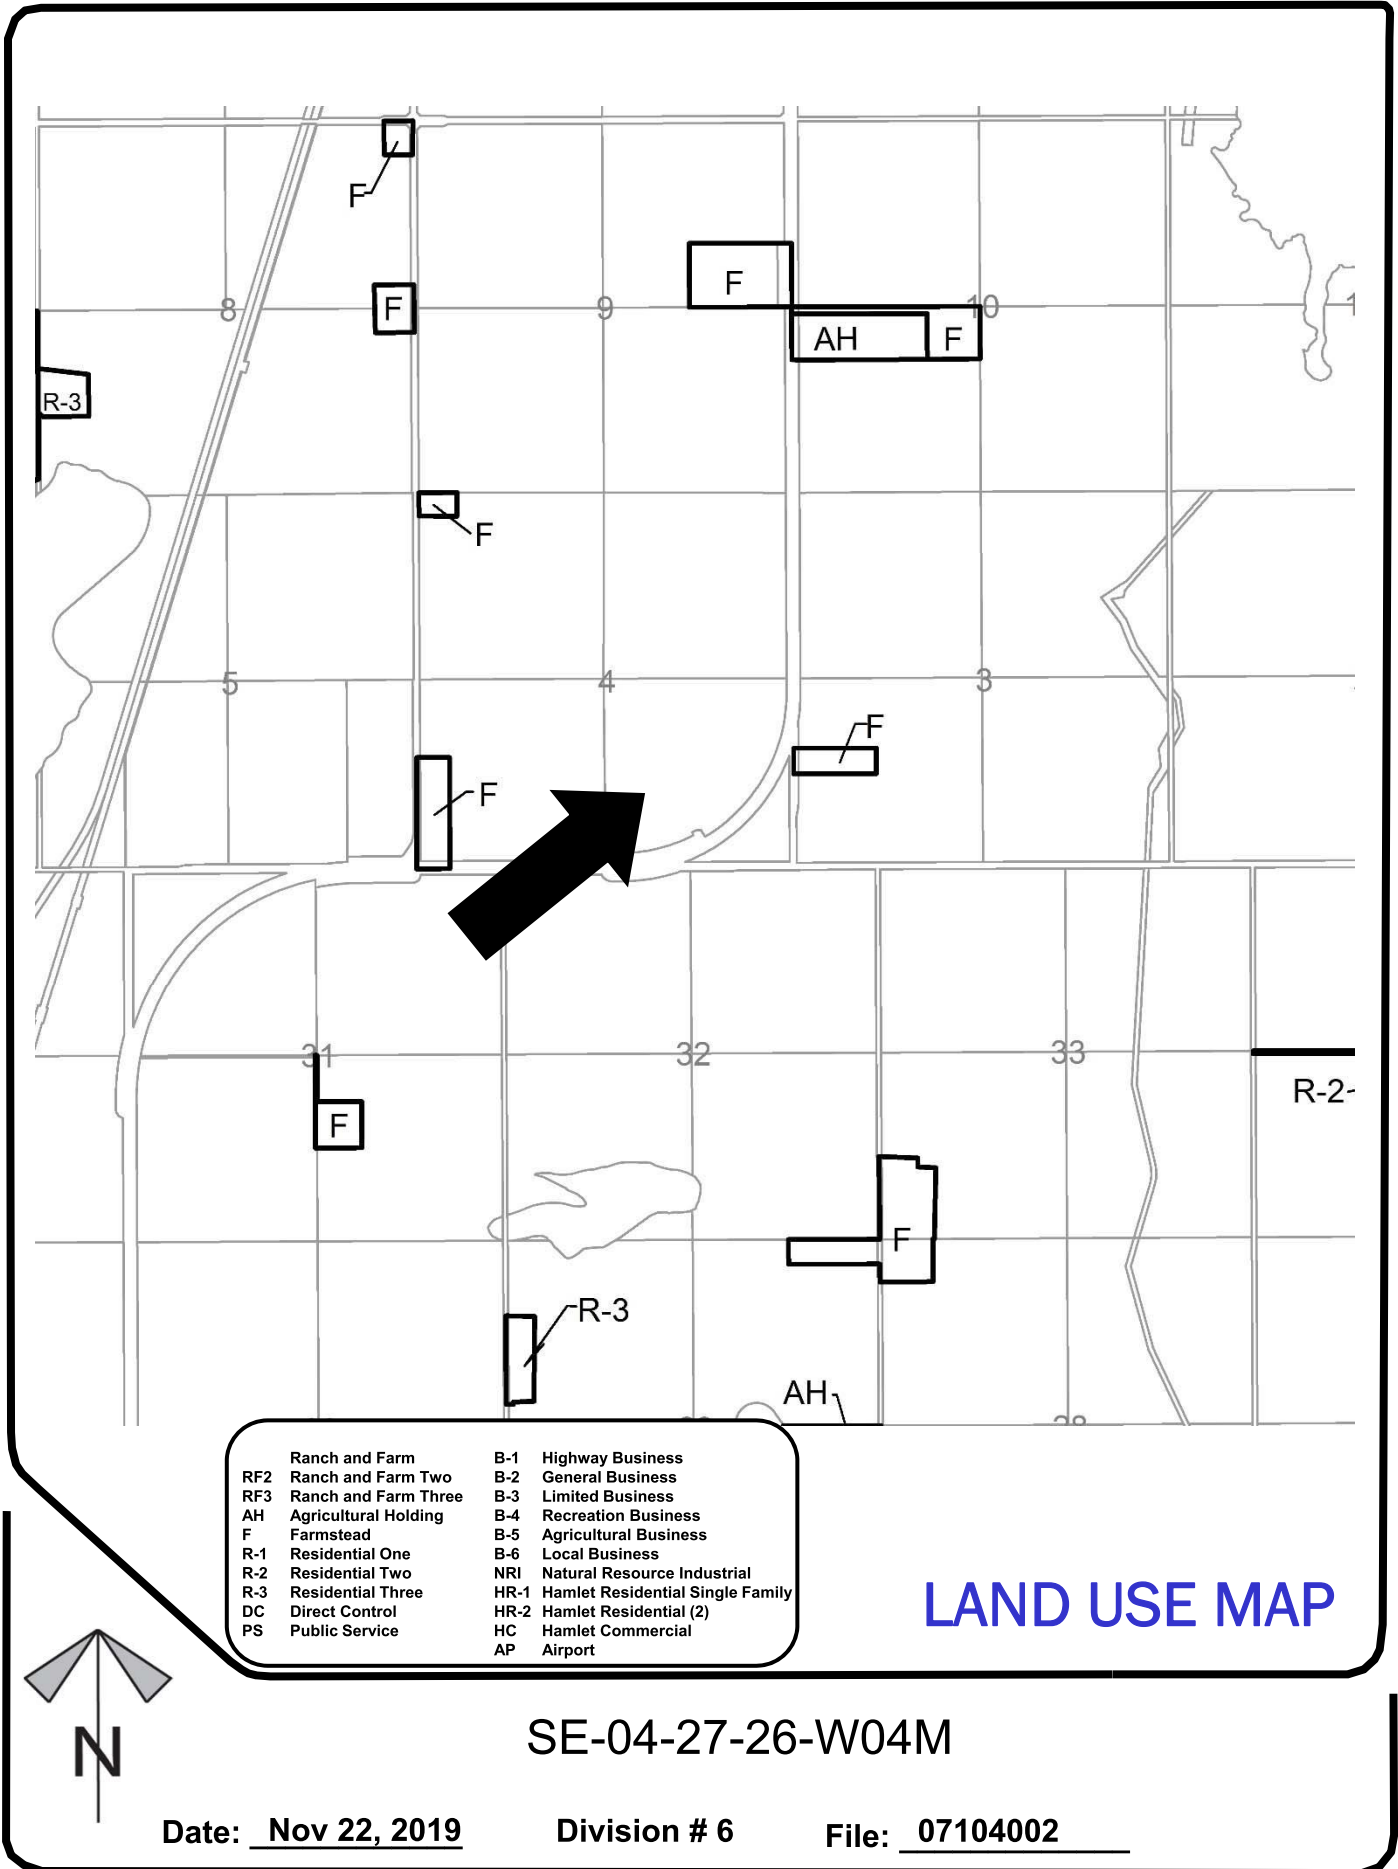 F
8
F
9
F
10
1
AH
F
R-3
F
5
4
3
F
F
31
32
33
R-2
F
F
R-3
AH
Ranch and Farm
RF2 Ranch and Farm Two
RF3 Ranch and Farm Three
AH Agricultural Holding
F Farmstead
R-1 Residential One
R-2 Residential Two
R-3 Residential Three
DC Direct Control
PS Public Service
B-1 Highway Business
B-2 General Business
B-3 Limited Business
B-4 Recreation Business
B-5 Agricultural Business
B-6 Local Business
NRI Natural Resource Industrial
HR-1 Hamlet Residential Single Family
HR-2 Hamlet Residential (2)
HC Hamlet Commercial
AP Airport
LAND USE MAP
N
SE-04-27-26-W04M
Date: Nov 22, 2019 Division # 6 File: 07104002